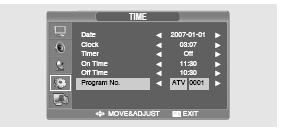 TIME
Date 2007-01-01
Clock 03:07
Timer Off
On Time 11:30
Off Time 10:30
Program No. ATV 0001
MOVE&ADJUST EXIT